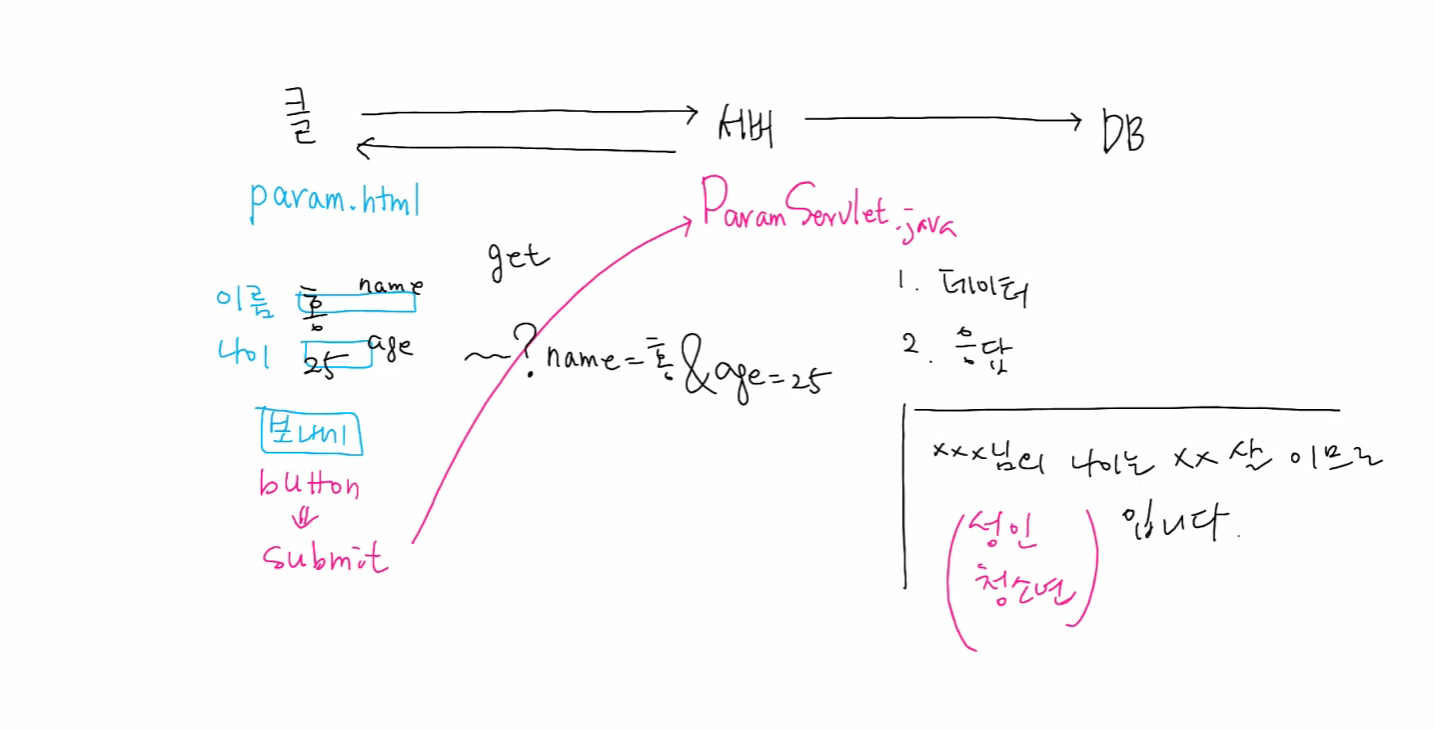 클 서버 DB
param.html
ParamServlet.java
get
이름 홍 name
나이 25 age
~?name=홍&age=25
보내기
button
submit
1. 데이터
2. 응답
xxx님의 나이는 xx 살 이므로
성인
청소년
입니다.